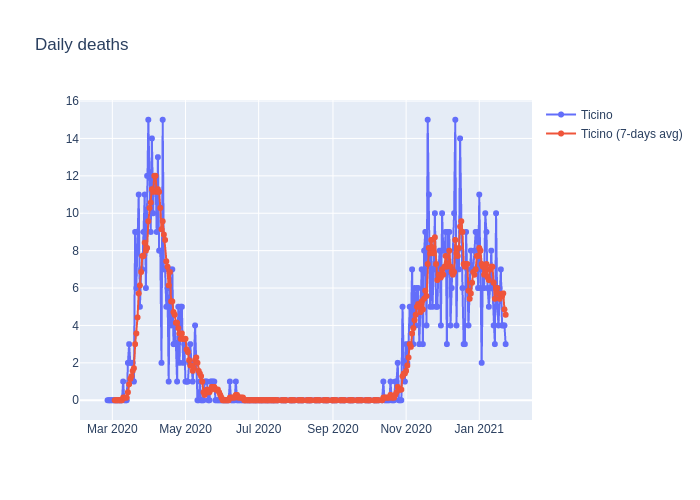 Daily deaths
Ticino
Ticino (7-days avg)
16
14
12
10
8
6
4
2
0
Mar 2020
May 2020
Jul 2020
Sep 2020
Nov 2020
Jan 2021